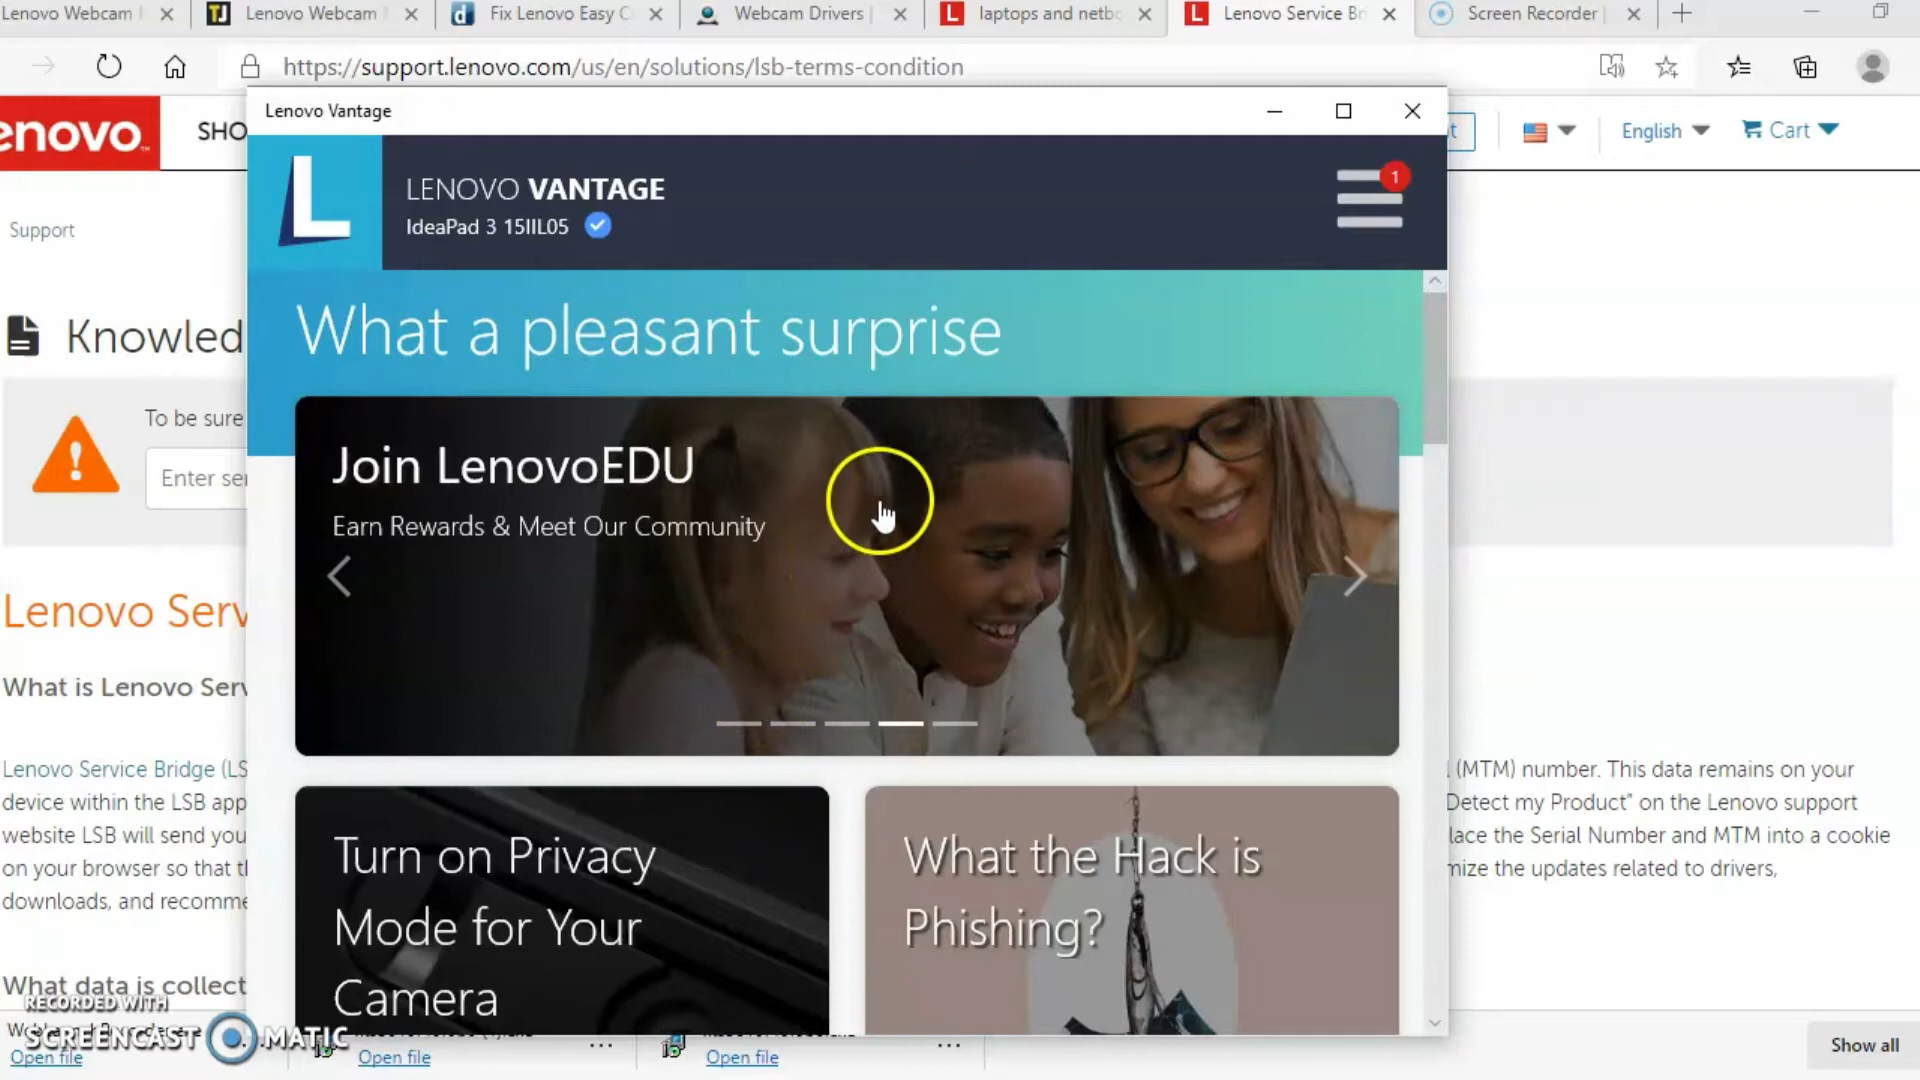 Lenovo Webcam
Lenovo Webcam
Fix Lenovo Easy C
Webcam Drivers |
laptops and netbo
Lenovo Service Br
Screen Recorder |
https://support.lenovo.com/us/en/solutions/lsb-terms-condition
Lenovo Vantage
enovo.
SHO
LENOVO VANTAGE
IdeaPad 3 15IIL05
1
t
English
Cart
Support
What a pleasant surprise
Knowled
To be sure
Enter se
Join LenovoEDU
Earn Rewards & Meet Our Community
Lenovo Serv
What is Lenovo Serv
Lenovo Service Bridge (LS
(MTM) number. This data remains on your
device within the LSB app
Detect my Product" on the Lenovo support
website LSB will send you
lace the Serial Number and MTM into a cookie
on your browser so that t
mize the updates related to drivers,
downloads, and recomme
Turn on Privacy
Mode for Your
Camera
What the Hack is
Phishing?
What data is collect
RECORDED WITH
SCREENCAST MATIC
Open file
Open file
Open file
Show all